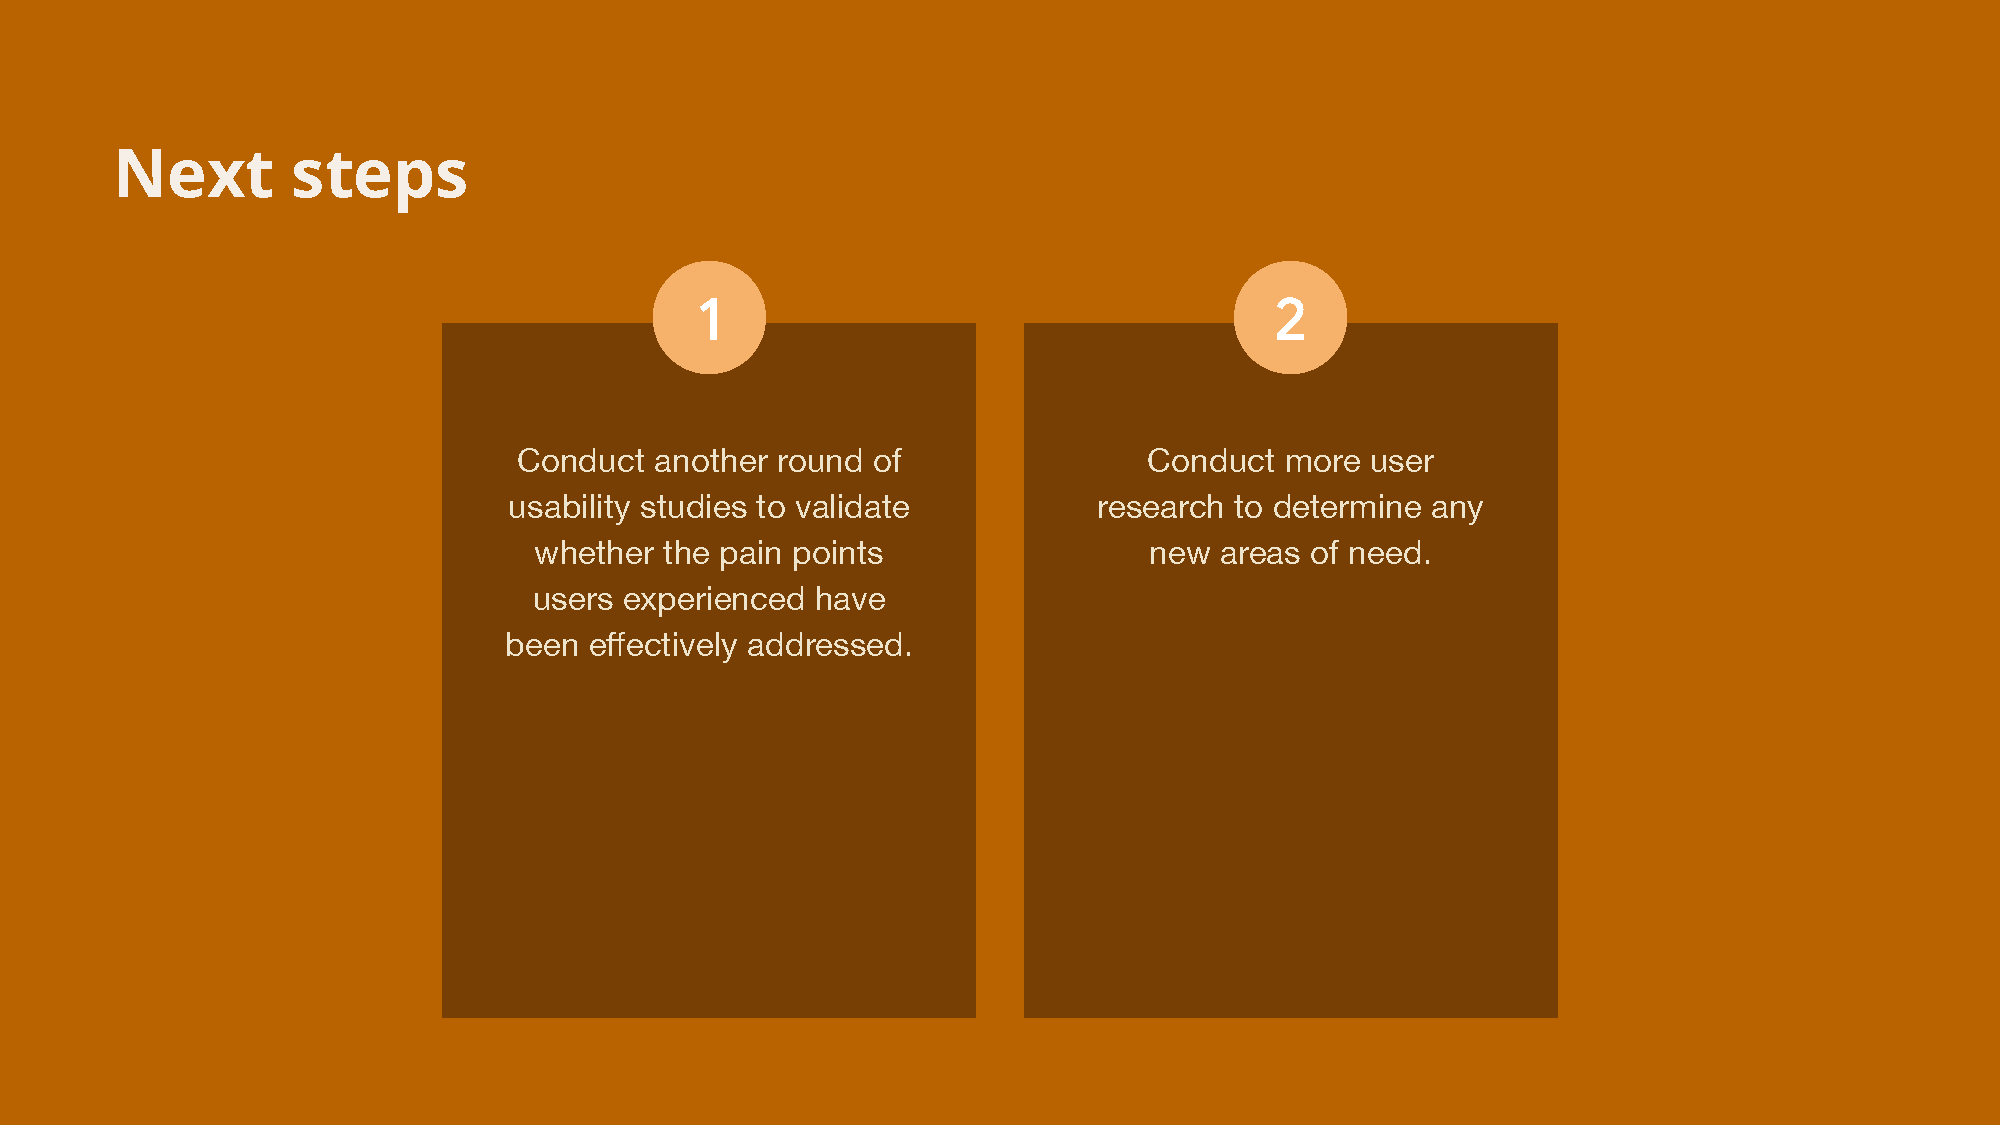 Next steps
1
Conduct another round of
usability studies to validate
whether the pain points
users experienced have
been effectively addressed.
2
Conduct more user
research to determine any
new areas of need.